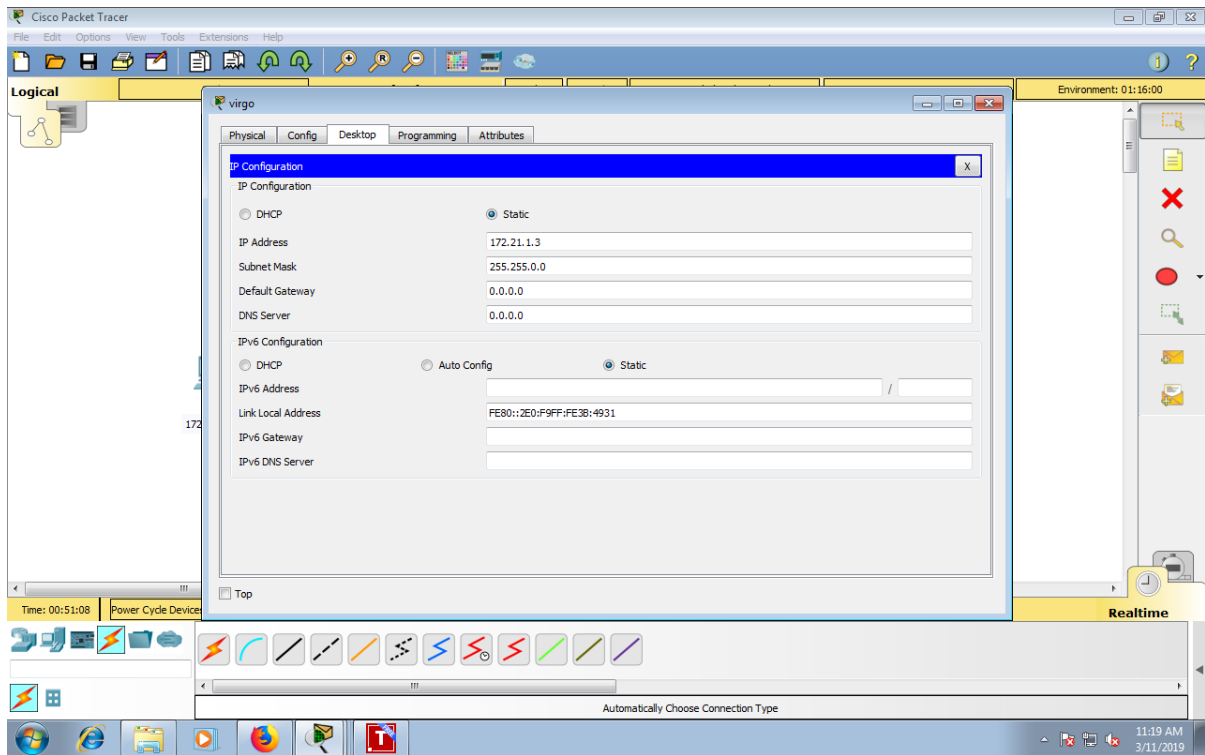 Cisco Packet Tracer
File Edit Options View Tools Extensions Help
Logical
Environment: 01:16:00
virgo
Physical Config Desktop Programming Attributes
IP Configuration X
IP Configuration
DHCP Static
IP Address 172.21.1.3
Subnet Mask 255.255.0.0
Default Gateway 0.0.0.0
DNS Server 0.0.0.0
IPv6 Configuration
DHCP Auto Config Static
IPv6 Address /
Link Local Address FE80::2E0:F9FF:FE3B:4931
IPv6 Gateway
IPv6 DNS Server
172
Top
Time: 00:51:08 Power Cycle Devices
Realtime
Automatically Choose Connection Type
11:19 AM
3/11/2019